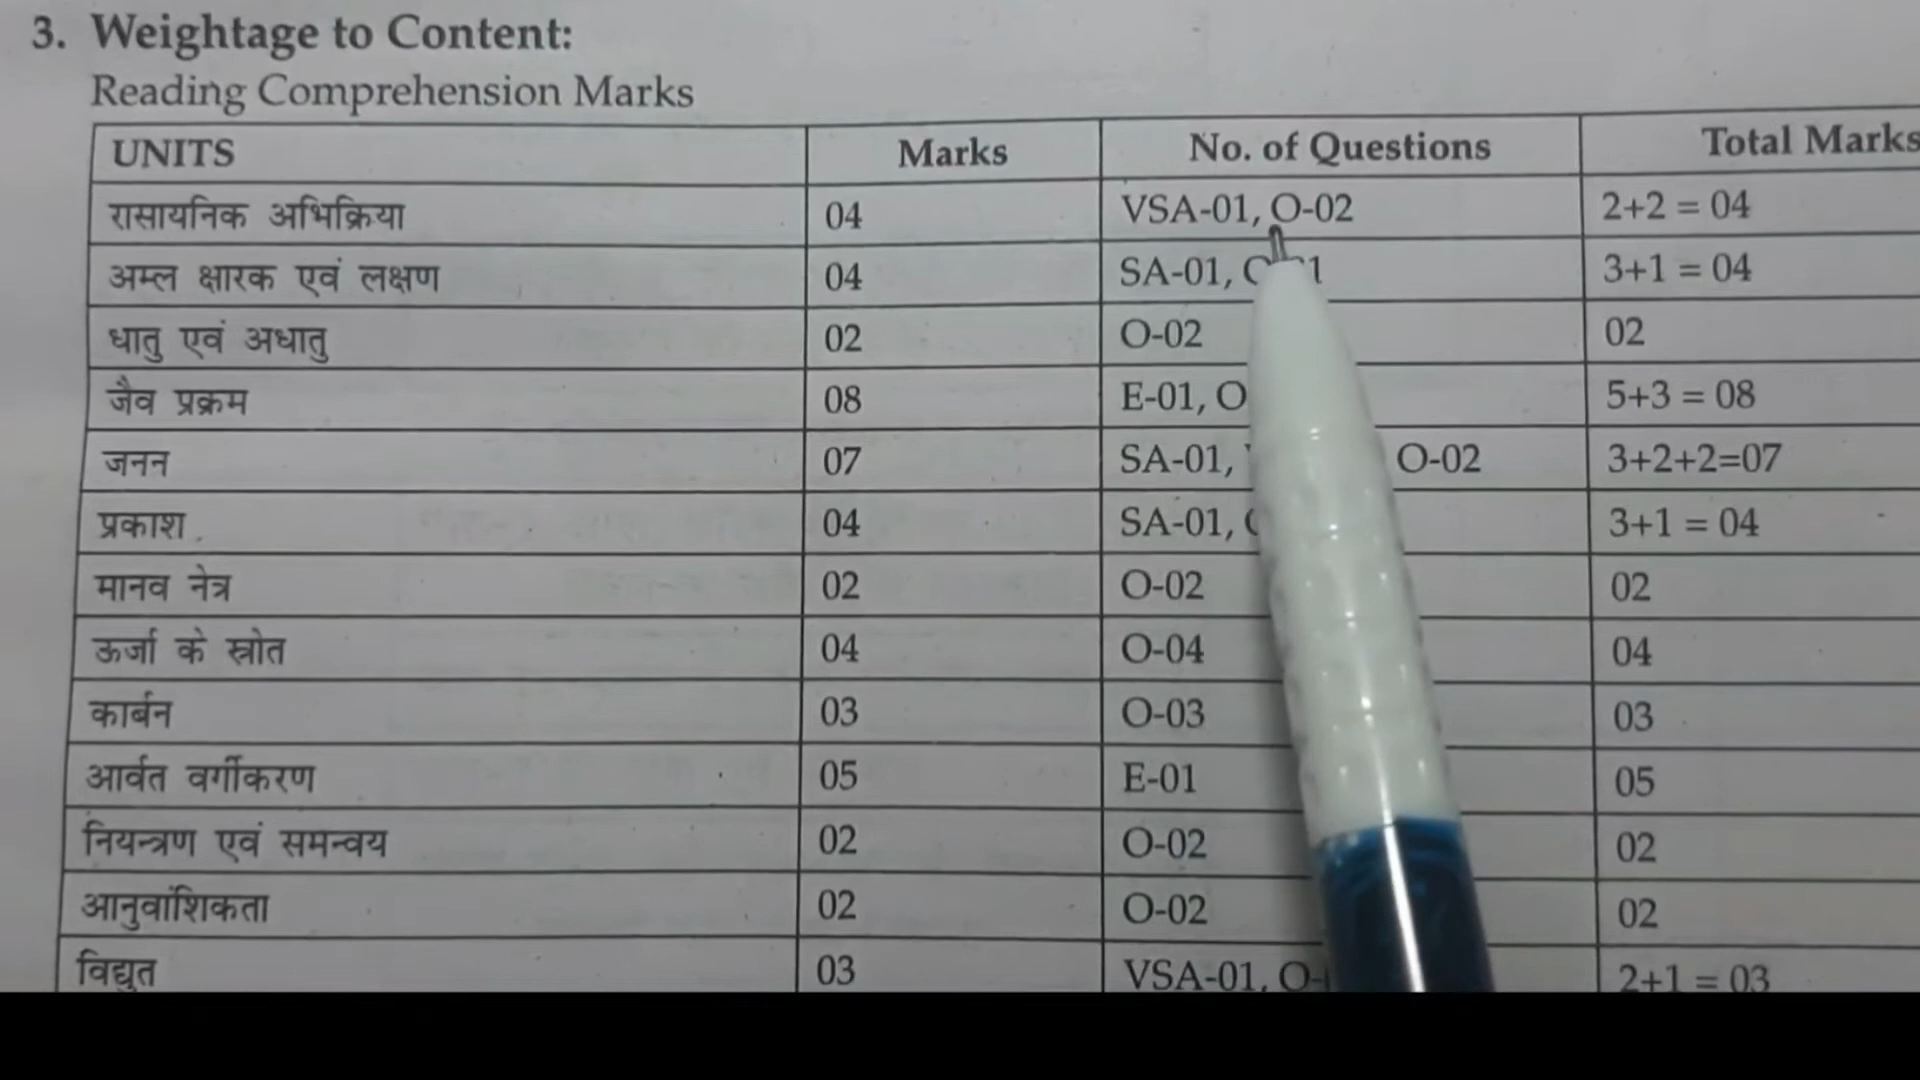 3. Weightage to Content:
Reading Comprehension Marks
UNITS Marks No. of Questions Total Marks
रासायनिक अभिक्रिया 04 VSA-01, O-02 2+2 = 04
अम्ल क्षारक एवं लक्षण 04 SA-01, 3+1 = 04
धातु एवं अधातु 02 O-02 02
जैव प्रक्रम 08 E-01, O 5+3 = 08
जनन 07 SA-01, O-02 3+2+2=07
प्रकाश 04 SA-01, 3+1 = 04
मानव नेत्र 02 O-02 02
ऊर्जा के स्रोत 04 O-04 04
कार्बन 03 O-03 03
आर्वत वर्गीकरण 05 E-01 05
नियन्त्रण एवं समन्वय 02 O-02 02
आनुवांशिकता 02 O-02 02
विद्युत 03 VSA-01, O- 2+1 = 03